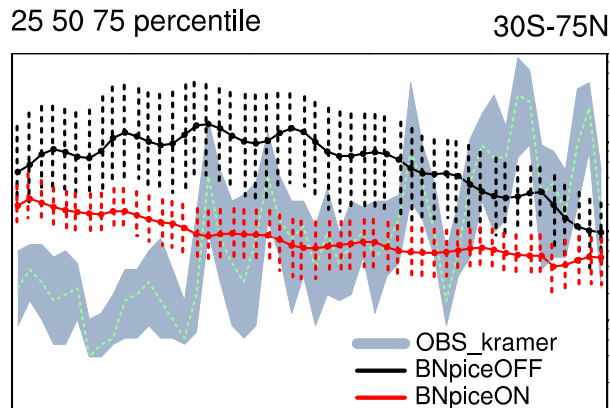 25 50 75 percentile
30S-75N
OBS_kramer
BNpiceOFF
BNpiceON